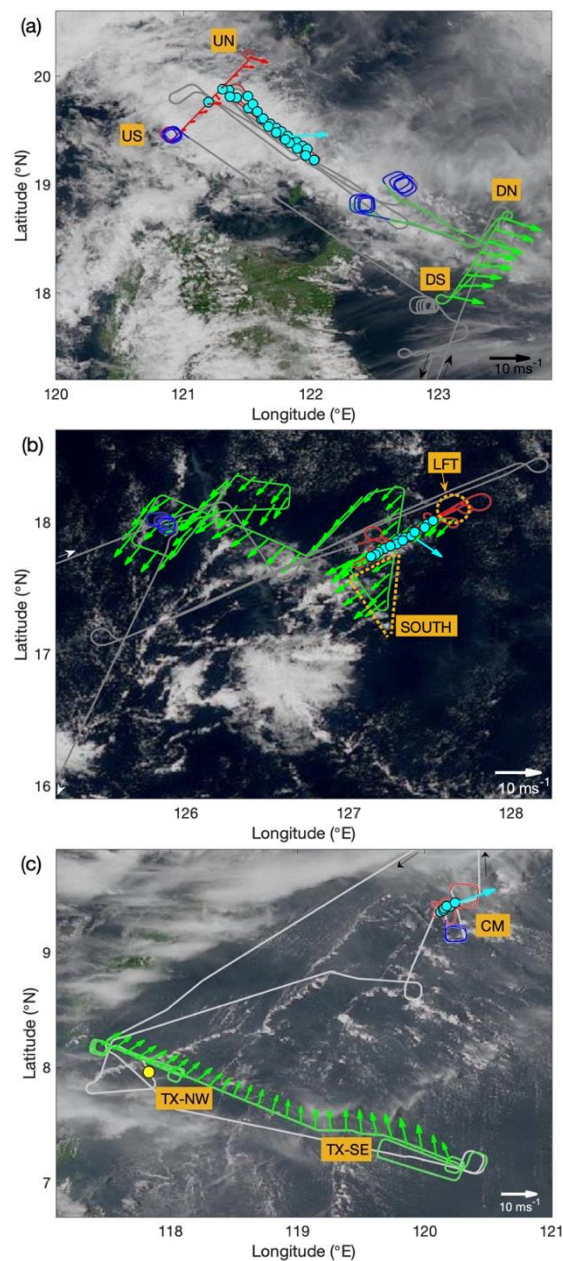 (a)
UN
20
US
Latitude (°N)
19
DN
DS
18
10 ms⁻¹
120
121
122
123
Longitude (°E)
(b)
LFT
18
Latitude (°N)
SOUTH
17
16
10 ms⁻¹
126
127
128
Longitude (°E)
(c)
CM
9
Latitude (°N)
8
TX-NW
TX-SE
7
10 ms⁻¹
118
119
120
121
Longitude (°E)